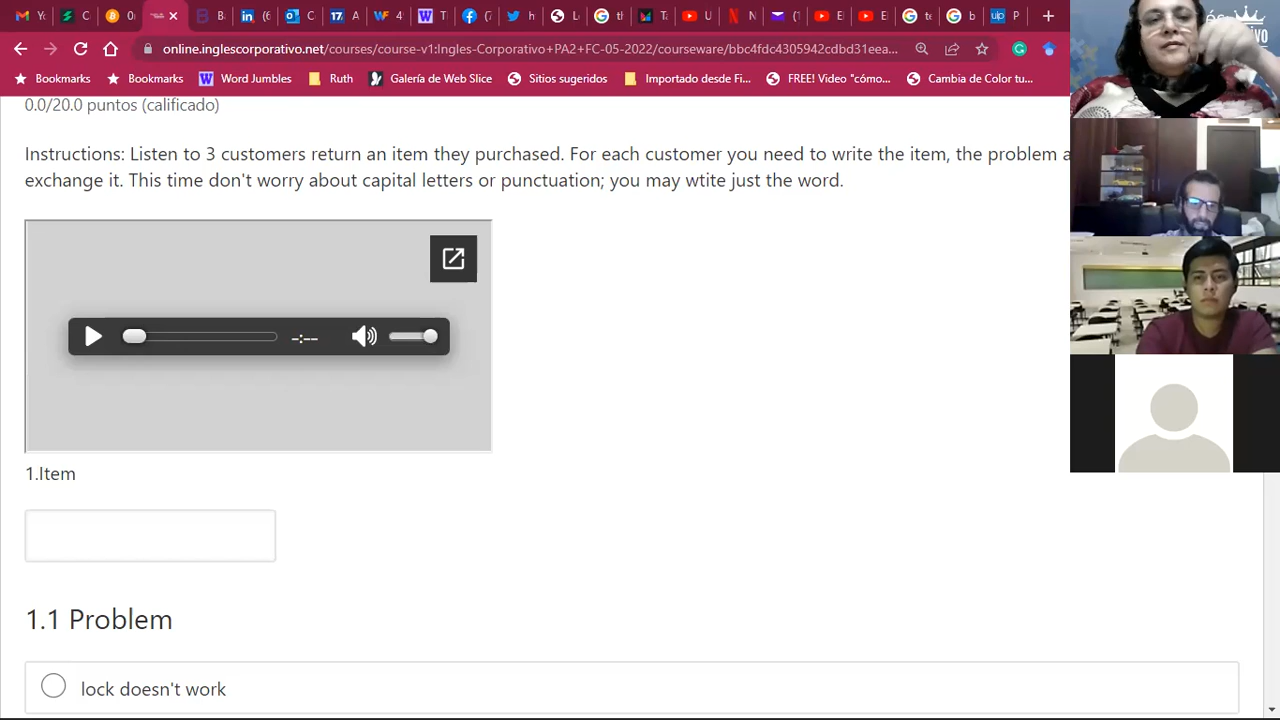 online.inglescorporativo.net/courses/course-v1:Ingles-Corporativo+PA2+FC-05-2022/courseware/bbc4fdc4305942cdbd31eea...
Bookmarks Bookmarks Word Jumbles Ruth Galería de Web Slice Sitios sugeridos Importado desde Fi... FREE! Video "cómo... Cambia de Color tu...
0.0/20.0 puntos (calificado)
Instructions: Listen to 3 customers return an item they purchased. For each customer you need to write the item, the problem
exchange it. This time don't worry about capital letters or punctuation; you may wtite just the word.
-:--
1.Item
1.1 Problem
lock doesn't work